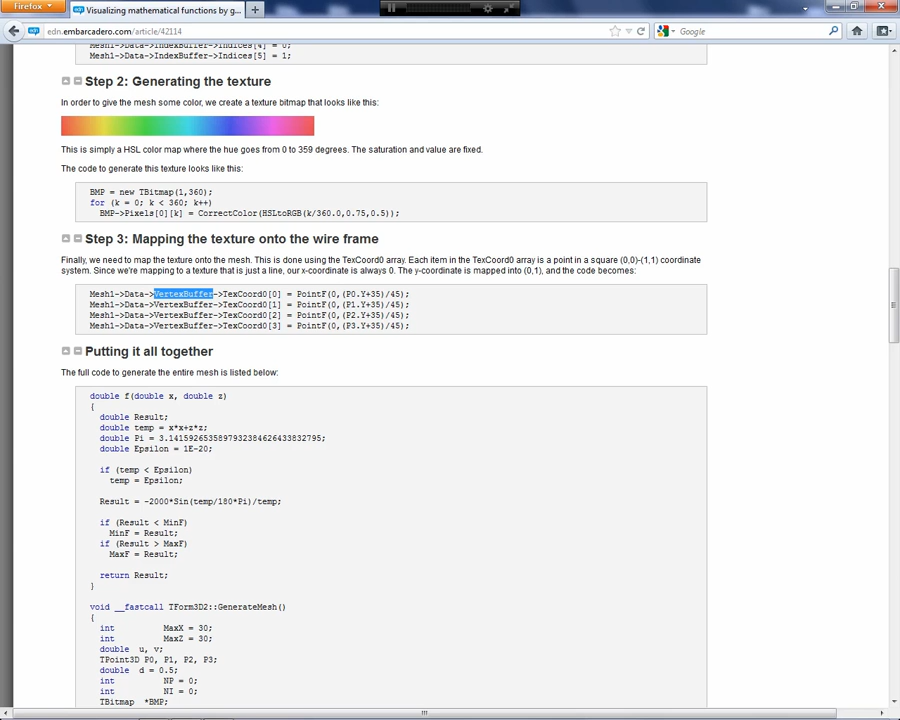 Firefox
Visualizing mathematical functions by g...
edn.embarcadero.com/article/42114
Google
Mesh1->Data->IndexBuffer->Indices[4] = 0;
Mesh1->Data->IndexBuffer->Indices[5] = 1;
Step 2: Generating the texture
In order to give the mesh some color, we create a texture bitmap that looks like this:
This is simply a HSL color map where the hue goes from 0 to 359 degrees. The saturation and value are fixed.
The code to generate this texture looks like this:
BMP = new TBitmap(1,360);
for (k = 0; k < 360; k++)
BMP->Pixels[0][k] = CorrectColor(HSLtoRGB(k/360.0,0.75,0.5));
Step 3: Mapping the texture onto the wire frame
Finally, we need to map the texture onto the mesh. This is done using the TexCoord0 array. Each item in the TexCoord0 array is a point in a square (0,0)-(1,1) coordinate
system. Since we're mapping to a texture that is just a line, our x-coordinate is always 0. The y-coordinate is mapped into (0,1), and the code becomes:
Mesh1->Data->VertexBuffer->TexCoord0[0] = PointF(0,(P0.Y+35)/45);
Mesh1->Data->VertexBuffer->TexCoord0[1] = PointF(0,(P1.Y+35)/45);
Mesh1->Data->VertexBuffer->TexCoord0[2] = PointF(0,(P2.Y+35)/45);
Mesh1->Data->VertexBuffer->TexCoord0[3] = PointF(0,(P3.Y+35)/45);
Putting it all together
The full code to generate the entire mesh is listed below:
double f(double x, double z)
{
double Result;
double temp = x*x+z*z;
double Pi = 3.1415926535897932384626433832795;
double Epsilon = 1E-20;
if (temp < Epsilon)
temp = Epsilon;
Result = -2000*Sin(temp/180*Pi)/temp;
if (Result < MinF)
MinF = Result;
if (Result > MaxF)
MaxF = Result;
return Result;
}
void __fastcall TForm3D2::GenerateMesh()
{
int MaxX = 30;
int MaxZ = 30;
double u, v;
TPoint3D P0, P1, P2, P3;
double d = 0.5;
int NP = 0;
int NI = 0;
TBitmap *BMP;